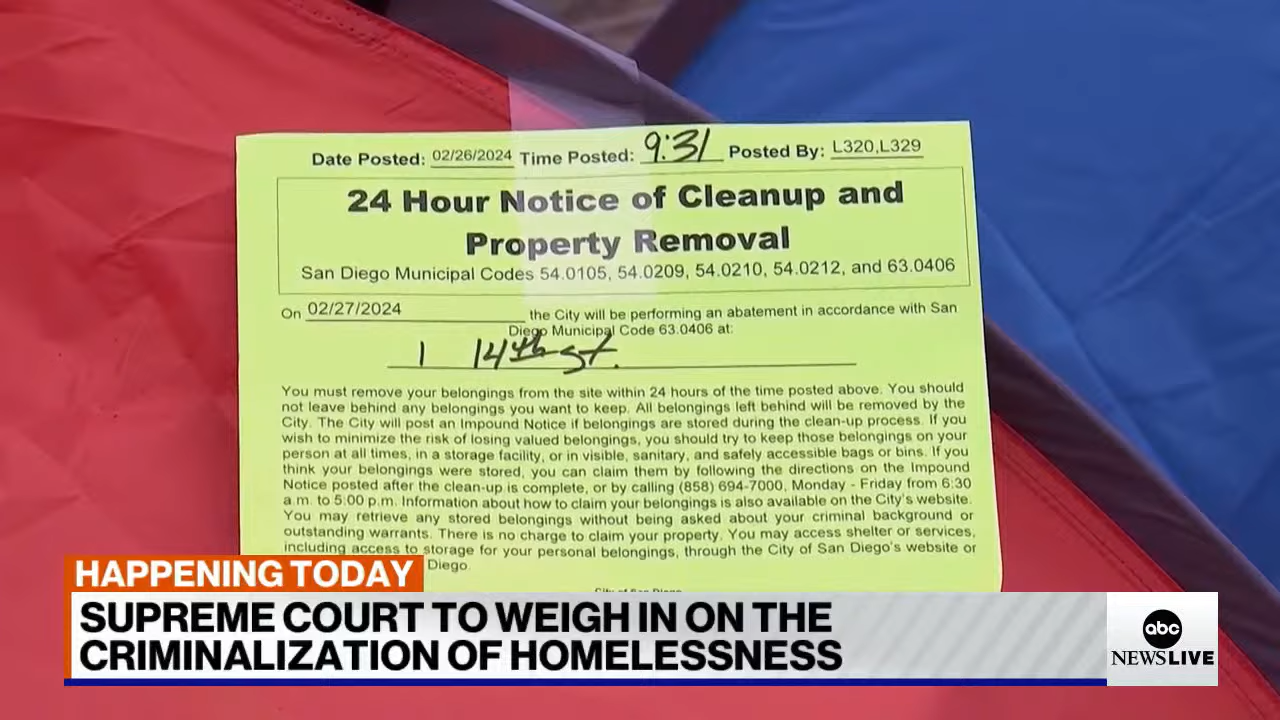 Date Posted: 02/26/2024 Time Posted: 9:31 Posted By: L320,L329
24 Hour Notice of Cleanup and
Property Removal
San Diego Municipal Codes 54.0105, 54.0209, 54.0210, 54.0212, and 63.0406
On 02/27/2024 the City will be performing an abatement in accordance with San
Diego Municipal Code 63.0406 at:
1 14th st.
You must remove your belongings from the site within 24 hours of the time posted above. You should
not leave behind any belongings you want to keep. All belongings left behind will be removed by the
City. The City will post an Impound Notice if belongings are stored during the clean-up process. If you
wish to minimize the risk of losing valued belongings, you should try to keep those belongings on your
person at all times, in a storage facility, or in visible, sanitary, and safely accessible bags or bins. If you
think your belongings were stored, you can claim them by following the directions on the Impound
Notice posted after the clean-up is complete, or by calling (858) 694-7000, Monday - Friday from 6:30
a.m. to 5:00 p.m. Information about how to claim your belongings is also available on the City's website.
You may retrieve any stored belongings without being asked about your criminal background or
outstanding warrants. There is no charge to claim your property. You may access shelter or services,
including access to storage for your personal belongings, through the City of San Diego's website or
Diego.
HAPPENING TODAY
SUPREME COURT TO WEIGH IN ON THE
CRIMINALIZATION OF HOMELESSNESS
abc
NEWS LIVE